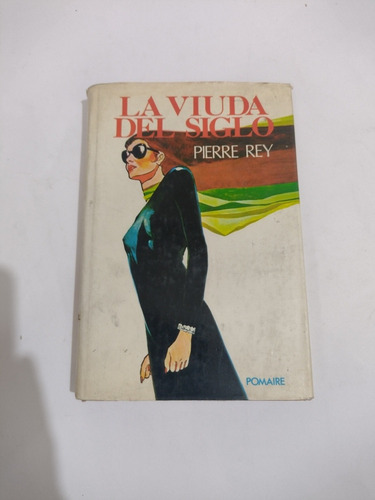 LA VIUDA
DEL SIGLO
PIERRE REY
POMAIRE